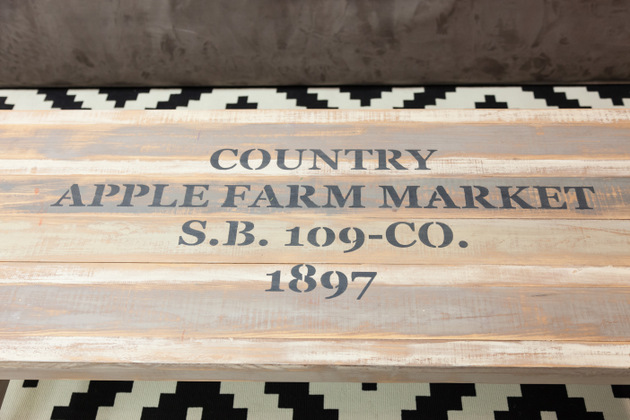 COUNTRY
APPLE FARM MARKET
S.B. 109-CO.
1897